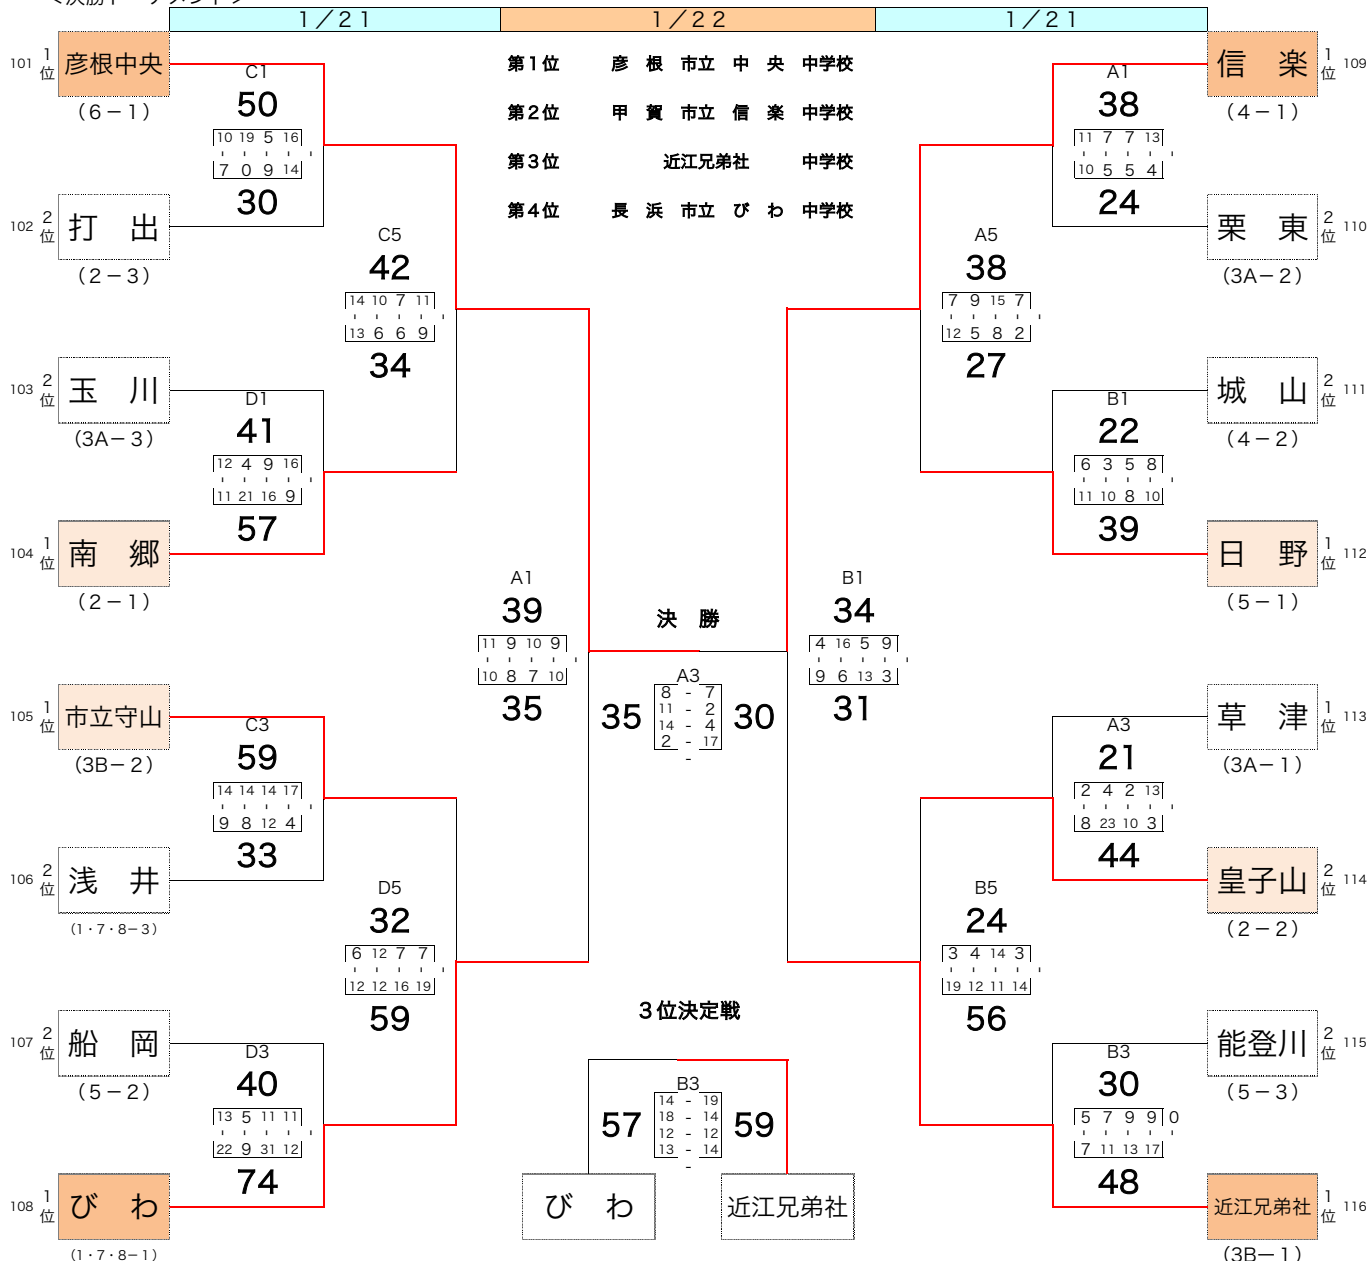 １／２１
１／２２
１／２１
第１位 彦 根 市立 中 央 中学校
第２位 甲 賀 市立 信 楽 中学校
第３位 近江兄弟社 中学校
第４位 長 浜 市立 び わ 中学校
101 1位 彦根中央
（６－１）
C1
50
10 19 5 16
- - - - -
7 0 9 14
30
102 2位 打 出
（２－３）
C5
42
14 10 7 11
- - - - -
13 6 6 9
34
103 2位 玉 川
（3A－３）
D1
41
12 4 9 16
- - - - -
11 21 16 9
57
104 1位 南 郷
（２－１）
A1
39
11 9 10 9
- - - - -
10 8 7 10
35
105 1位 市立守山
（3B－２）
C3
59
14 14 14 17
- - - - -
9 8 12 4
33
106 2位 浅 井
（１・７・８－３）
D5
32
6 12 7 7
- - - - -
12 12 16 19
59
107 2位 船 岡
（５－２）
D3
40
13 5 11 11
- - - - -
22 9 31 12
74
108 1位 び わ
（１・７・８－１）
決 勝
A3
35
8 - 7
11 - 2
14 - 4
2 - 17
-
30
３位決定戦
B3
57
14 - 19
18 - 14
12 - 12
13 - 14
-
59
び わ
近江兄弟社
信 楽 1位 109
（４－１）
A1
38
11 7 7 13
- - - - -
10 5 5 4
24
栗 東 2位 110
（3A－２）
A5
38
7 9 15 7
- - - - -
12 5 8 2
27
城 山 2位 111
（４－２）
B1
22
6 3 5 8
- - - - -
11 10 8 10
39
日 野 1位 112
（５－１）
B1
34
4 16 5 9
- - - - -
9 6 13 3
31
草 津 1位 113
（3A－１）
A3
21
2 4 2 13
- - - - -
8 23 10 3
44
皇子山 2位 114
（２－２）
B5
24
3 4 14 3
- - - - -
19 12 11 14
56
能登川 2位 115
（５－３）
B3
30
5 7 9 9 0
- - - - -
7 11 13 17
48
近江兄弟社 1位 116
（3B－１）